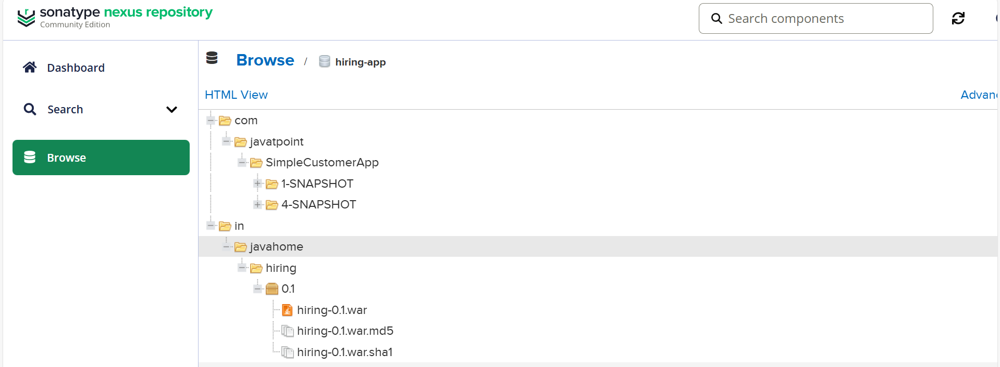 sonatype nexus repository
Community Edition
Search components
Dashboard
Search
Browse
Browse / hiring-app
HTML View
Advan
com
javatpoint
SimpleCustomerApp
1-SNAPSHOT
4-SNAPSHOT
in
javahome
hiring
0.1
hiring-0.1.war
hiring-0.1.war.md5
hiring-0.1.war.sha1